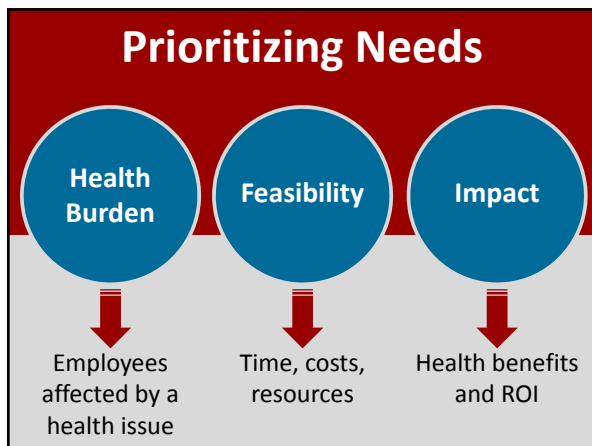 Prioritizing Needs
Health
Burden
Feasibility
Impact
Employees
affected by a
health issue
Time, costs,
resources
Health benefits
and ROI